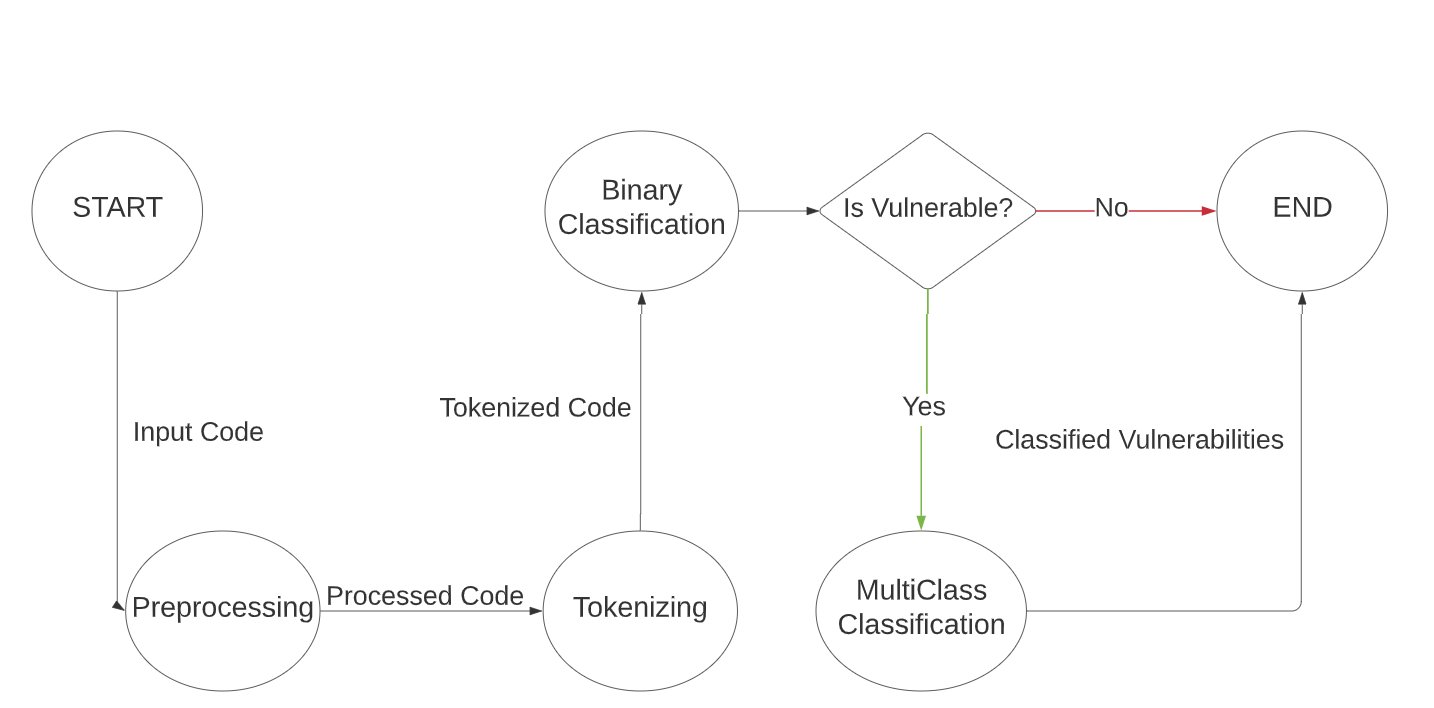 START
Input Code
Preprocessing
Processed Code
Tokenizing
Tokenized Code
Binary
Classification
Is Vulnerable?
No
END
Yes
MultiClass
Classification
Classified Vulnerabilities